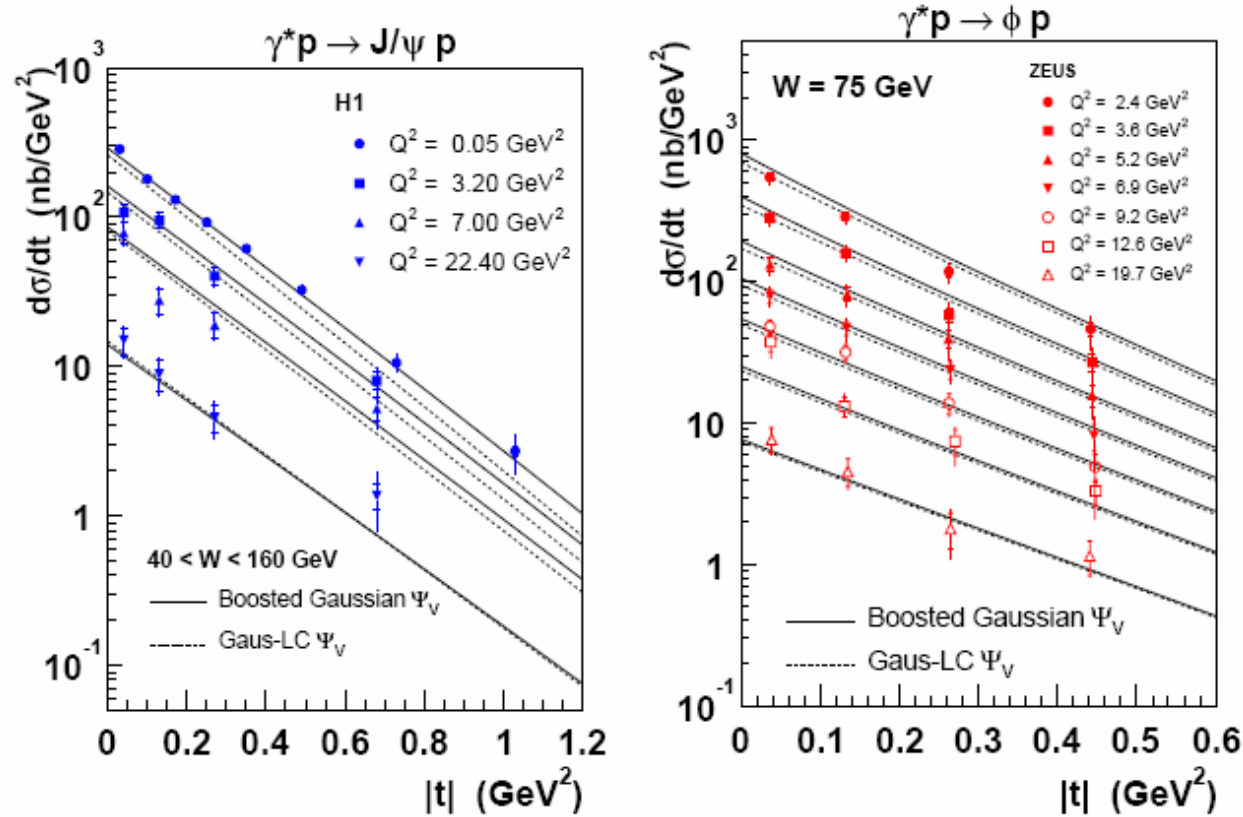 γ*p → J/ψ p
dσ/dt (nb/GeV²)
10³
10²
10
1
10⁻¹
H1
Q² = 0.05 GeV²
Q² = 3.20 GeV²
Q² = 7.00 GeV²
Q² = 22.40 GeV²
40 < W < 160 GeV
Boosted Gaussian Ψ_V
Gaus-LC Ψ_V
0 0.2 0.4 0.6 0.8 1 1.2
|t| (GeV²)
γ*p → ϕ p
dσ/dt (nb/GeV²)
10³
10²
10
1
10⁻¹
W = 75 GeV
ZEUS
Q² = 2.4 GeV²
Q² = 3.6 GeV²
Q² = 5.2 GeV²
Q² = 6.9 GeV²
Q² = 9.2 GeV²
Q² = 12.6 GeV²
Q² = 19.7 GeV²
Boosted Gaussian Ψ_V
Gaus-LC Ψ_V
0 0.1 0.2 0.3 0.4 0.5 0.6
|t| (GeV²)